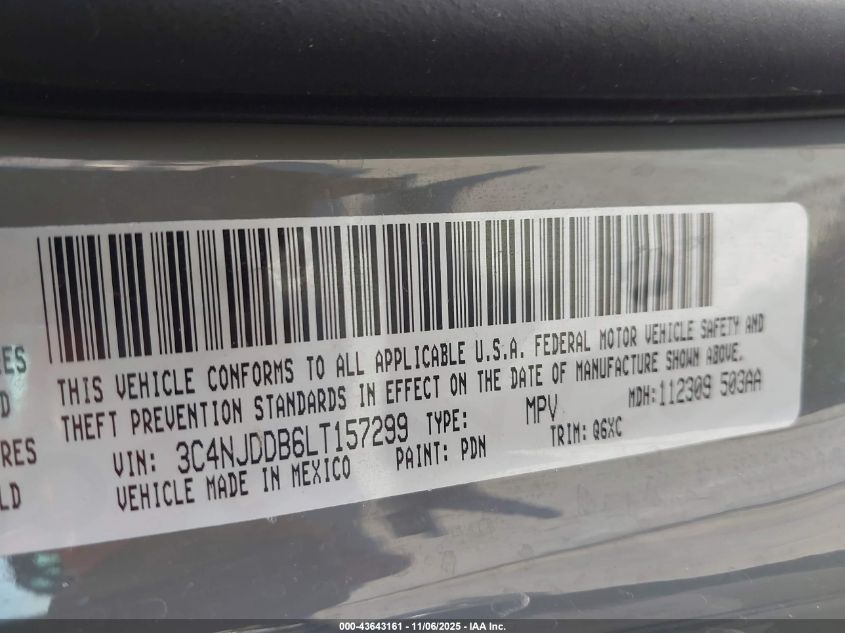 THIS VEHICLE CONFORMS TO ALL APPLICABLE U.S.A. FEDERAL MOTOR VEHICLE SAFETY AND
THEFT PREVENTION STANDARDS IN EFFECT ON THE DATE OF MANUFACTURE SHOWN ABOVE.
VIN: 3C4NJDDB6LT157299 TYPE: MPV MDH: 112309 503AA
VEHICLE MADE IN MEXICO PAINT: PDN TRIM: Q6XC
ES
D
RES
LD
000-43643161 - 11/06/2025 - IAA Inc.